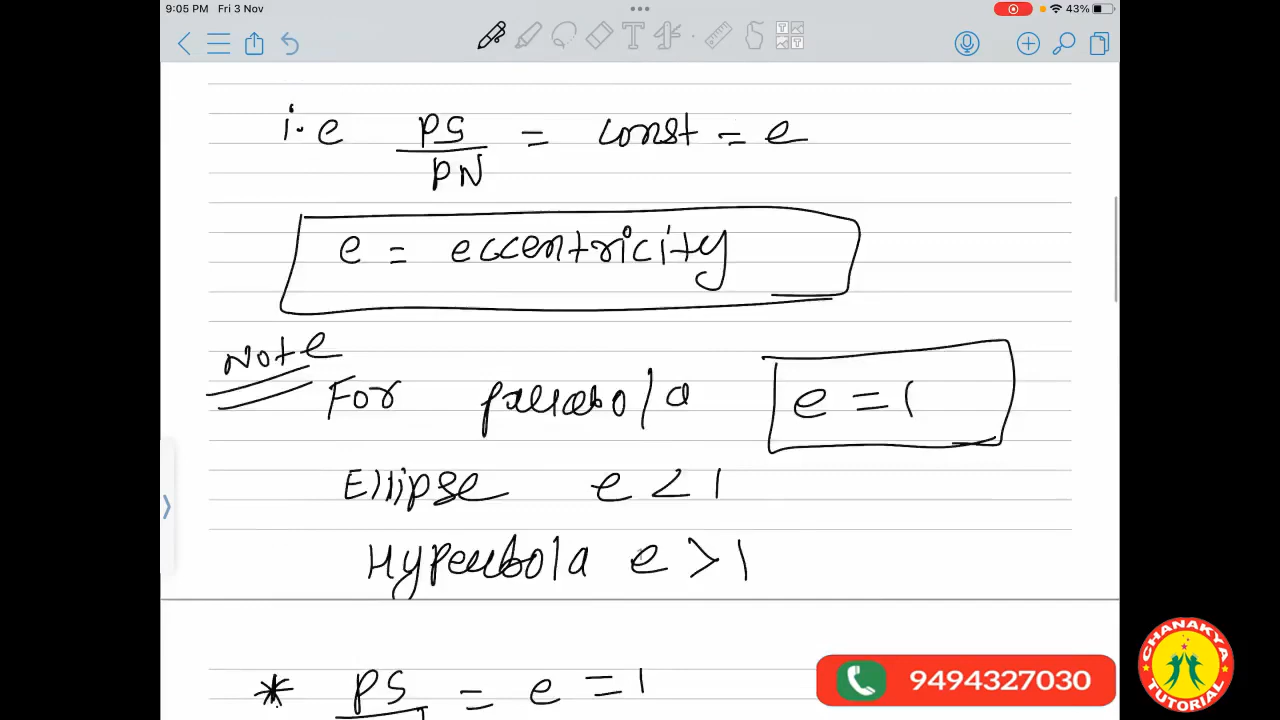 9:05 PM Fri 3 Nov 43%
i.e PS/PN = const = e
e = eccentricity
Note
For parabola e = 1
Ellipse e < 1
Hyperbola e > 1
* PS = e = 1
9494327030
CHANAKYA TUTORIAL